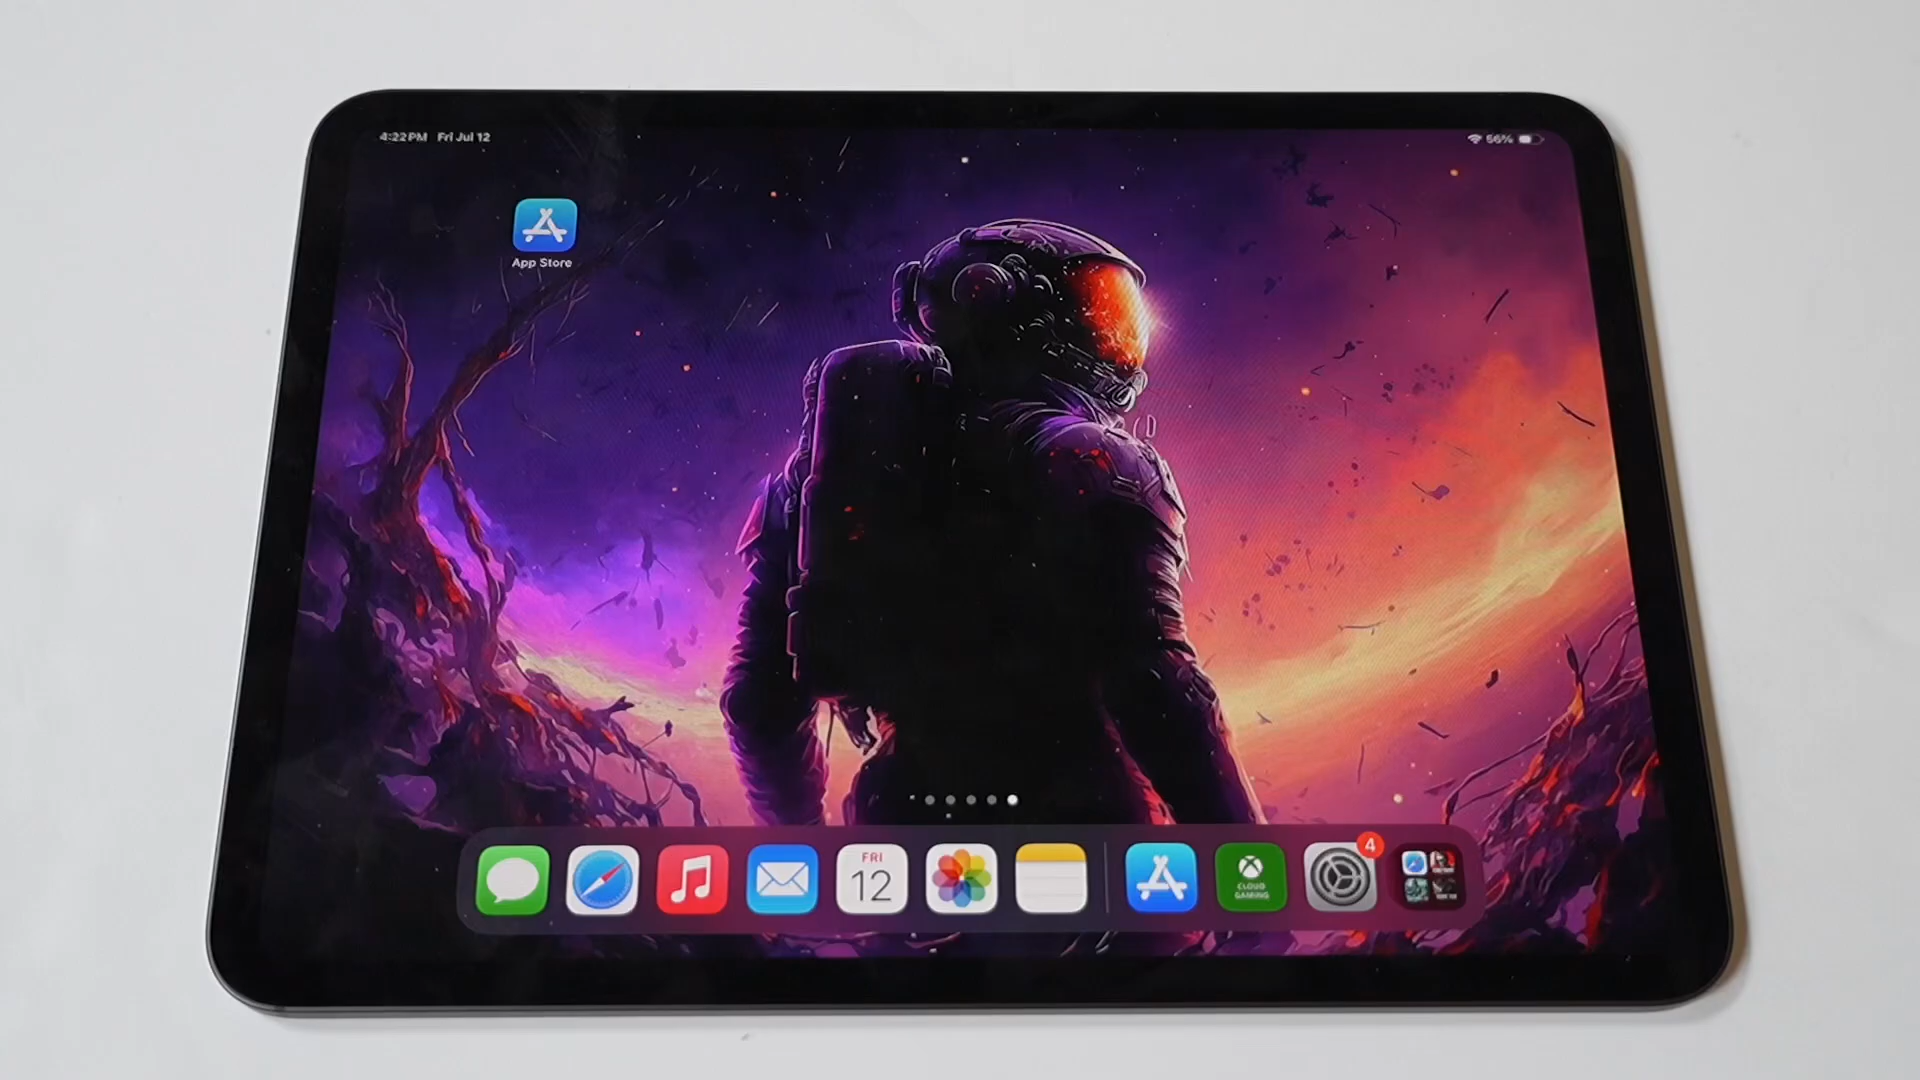 4:22 PM Fri Jul 12
56%
App Store
FRI
12
CLOUD
GAMING
4